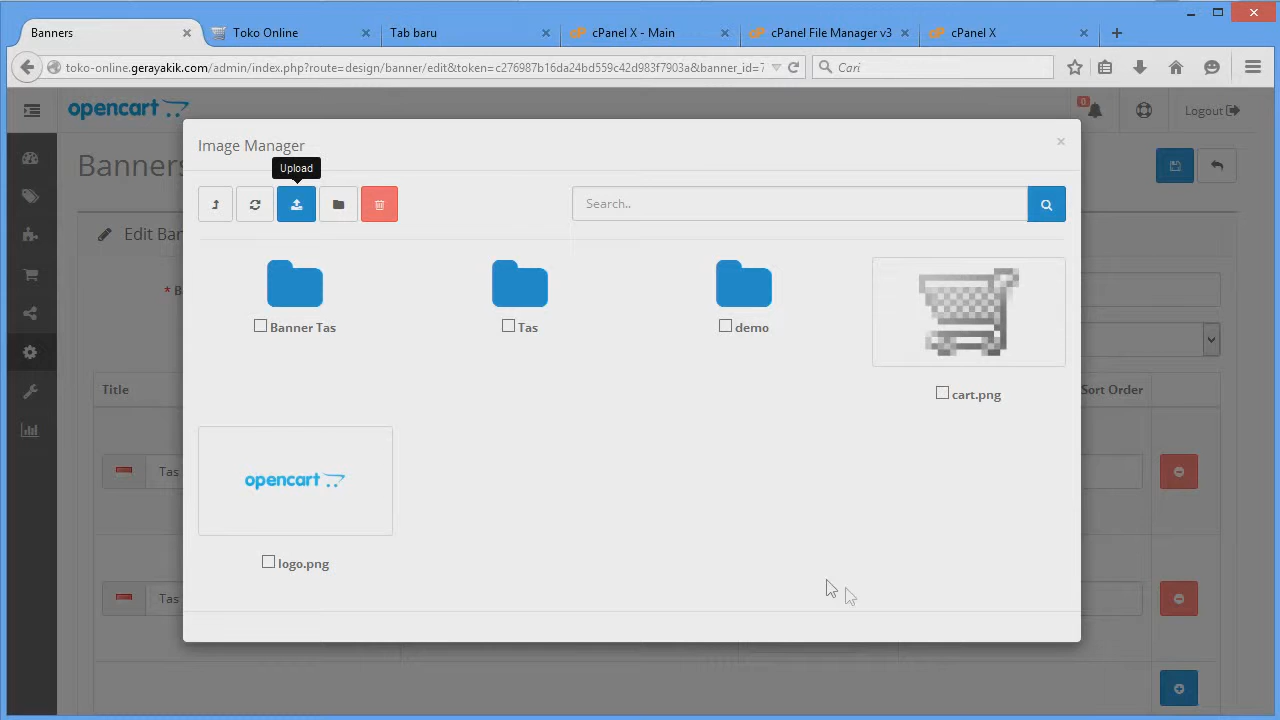 Banners
Toko Online
Tab baru
cPanel X - Main
cPanel File Manager v3
cPanel X
toko-online.gerayakik.com/admin/index.php?route=design/banner/edit&token=c276987b16da24bd559c42d983f7903a&banner_id=7
Cari
opencart
0
Logout
Banners
Image Manager
×
Upload
Search..
Edit Ban
* B
Banner Tas
Tas
demo
cart.png
Title
Sort Order
opencart
Tas
logo.png
Tas